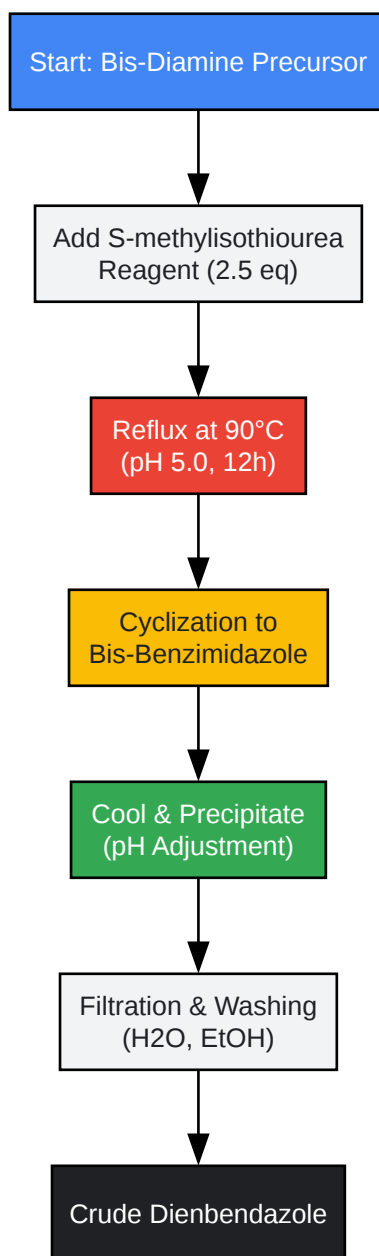 Start: Bis-Diamine Precursor
Add S-methylisothiourea
Reagent (2.5 eq)
Reflux at 90°C
(pH 5.0, 12h)
Cyclization to
Bis-Benzimidazole
Cool & Precipitate
(pH Adjustment)
Filtration & Washing
(H2O, EtOH)
Crude Dienbendazole